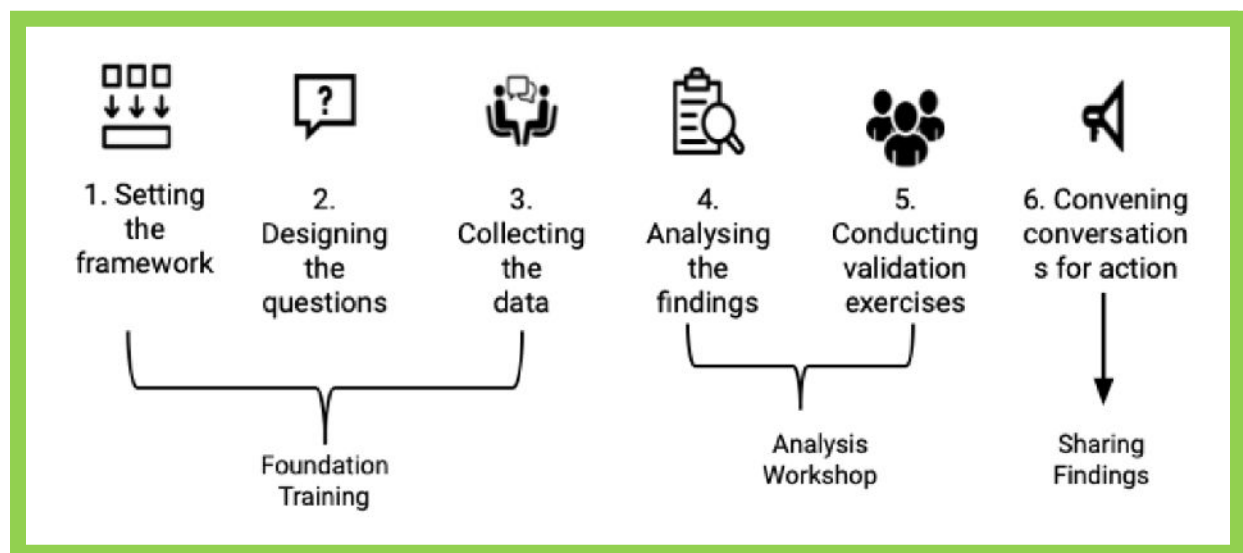 ?
1. Setting
the
framework
2.
Designing
the
questions
3.
Collecting
the
data
4.
Analysing
the
findings
5.
Conducting
validation
exercises
6. Convening
conversation
s for action
Foundation
Training
Analysis
Workshop
Sharing
Findings